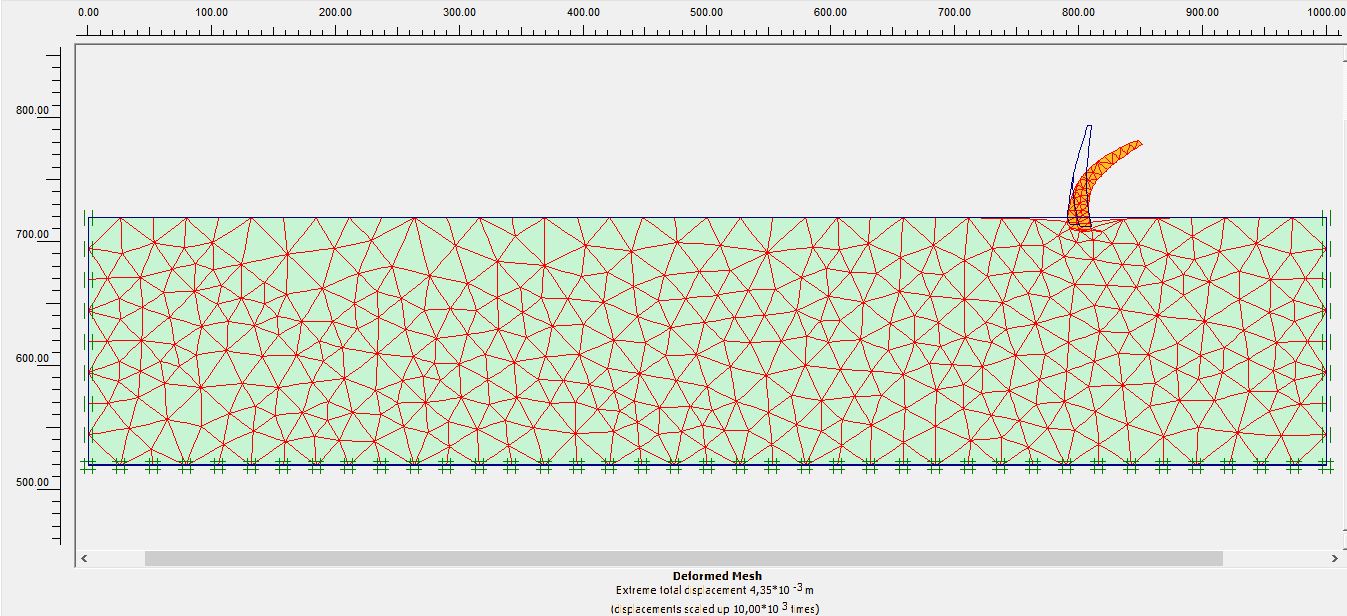 0.00 100.00 200.00 300.00 400.00 500.00 600.00 700.00 800.00 900.00 1000.00
800.00
700.00
600.00
500.00
Deformed Mesh
Extreme total displacement 4,35*10 -3 m
(displacements scaled up 10,00*10 3 times)